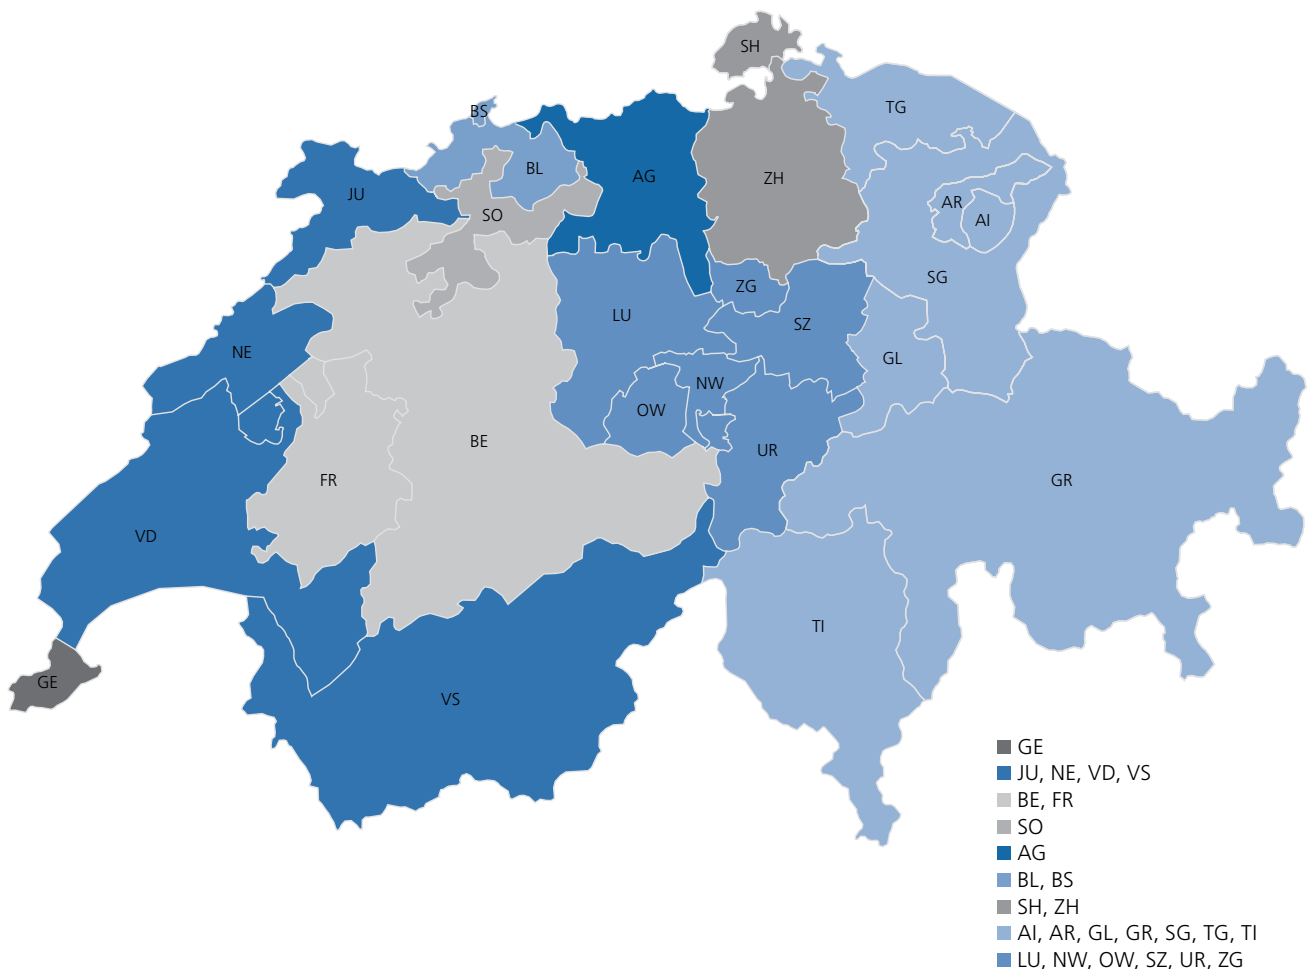 SH
TG
BS
BL
AG
ZH
JU
AR
SO
AI
SG
ZG
LU
SZ
NE
GL
NW
OW
BE
UR
FR
GR
VD
TI
GE
VS
GE
JU, NE, VD, VS
BE, FR
SO
AG
BL, BS
SH, ZH
AI, AR, GL, GR, SG, TG, TI
LU, NW, OW, SZ, UR, ZG